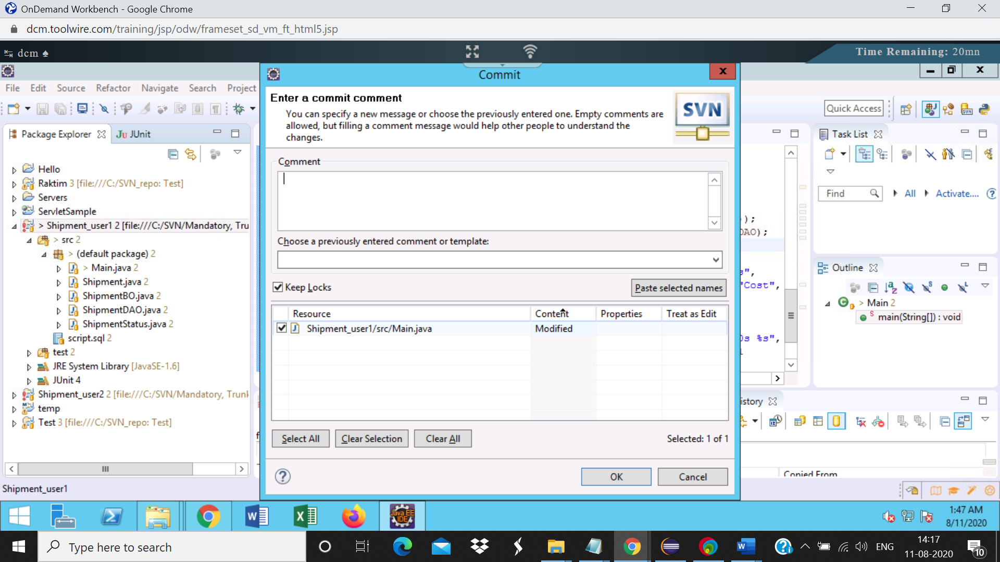 OnDemand Workbench - Google Chrome
dcm.toolwire.com/training/jsp/odw/frameset_sd_vm_ft_html5.jsp
dcm ♠
Time Remaining: 20mn
Commit
File Edit Source Refactor Navigate Search Project
Quick Access
Package Explorer
JU JUnit
Hello
Raktim 3 [file:///C:/SVN_repo: Test]
Servers
ServletSample
> Shipment_user1 2 [file:///C:/SVN/Mandatory, Tru
> src 2
> (default package) 2
> Main.java 2
Shipment.java 2
ShipmentBO.java 2
ShipmentDAO.java 2
ShipmentStatus.java 2
script.sql 2
test 2
JRE System Library [JavaSE-1.6]
JUnit 4
Shipment_user2 2 [file:///C:/SVN/Mandatory, Trunk
temp
Test 3 [file:///C:/SVN_repo: Test]
Shipment_user1
Enter a commit comment
You can specify a new message or choose the previously entered one. Empty comments are
allowed, but filling a comment message would help other people to understand the
changes.
SVN
Comment
Choose a previously entered comment or template:
Keep Locks
Paste selected names
Resource Content Properties Treat as Edit
Shipment_user1/src/Main.java Modified
Select All Clear Selection Clear All Selected: 1 of 1
OK Cancel
);
DAO);
s",
"Cost",
0s %s",
Task List
Find All Activate....
Outline
> Main 2
main(String[]) : void
istory
Copied From
Java EE
IDE
1:47 AM
8/11/2020
Type here to search
ENG
14:17
11-08-2020
10